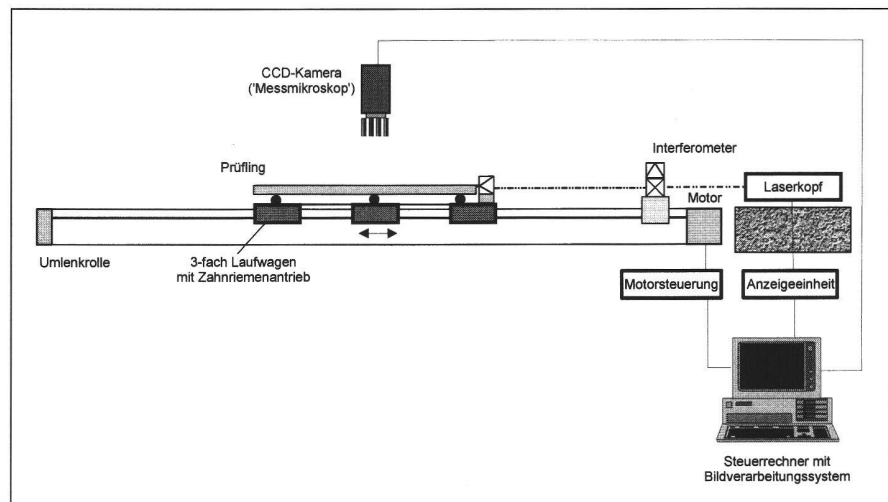 CCD-Kamera
('Messmikroskop')
Interferometer
Prüfling
Laserkopf
Motor
Umlenkrolle
3-fach Laufwagen
mit Zahnriemenantrieb
Motorsteuerung
Anzeigeeinheit
Steuerrechner mit
Bildverarbeitungssystem